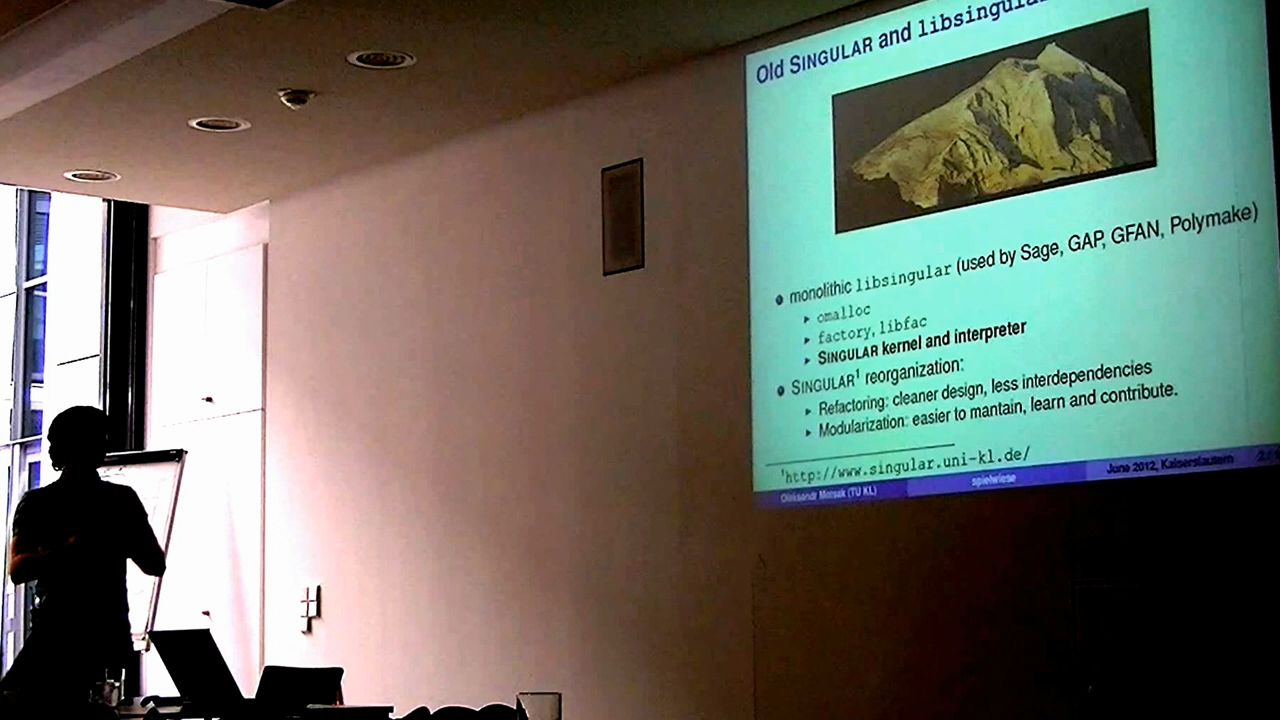 Old SINGULAR and libsingular
monolithic libsingular (used by Sage, GAP, GFAN, Polymake)
omalloc
factory, libfac
SINGULAR kernel and interpreter
SINGULAR¹ reorganization:
Refactoring: cleaner design, less interdependencies
Modularization: easier to mantain, learn and contribute.
¹http://www.singular.uni-kl.de/
Oleksandr Motsak (TU KL) spielwiese June 2012, Kaiserslautern